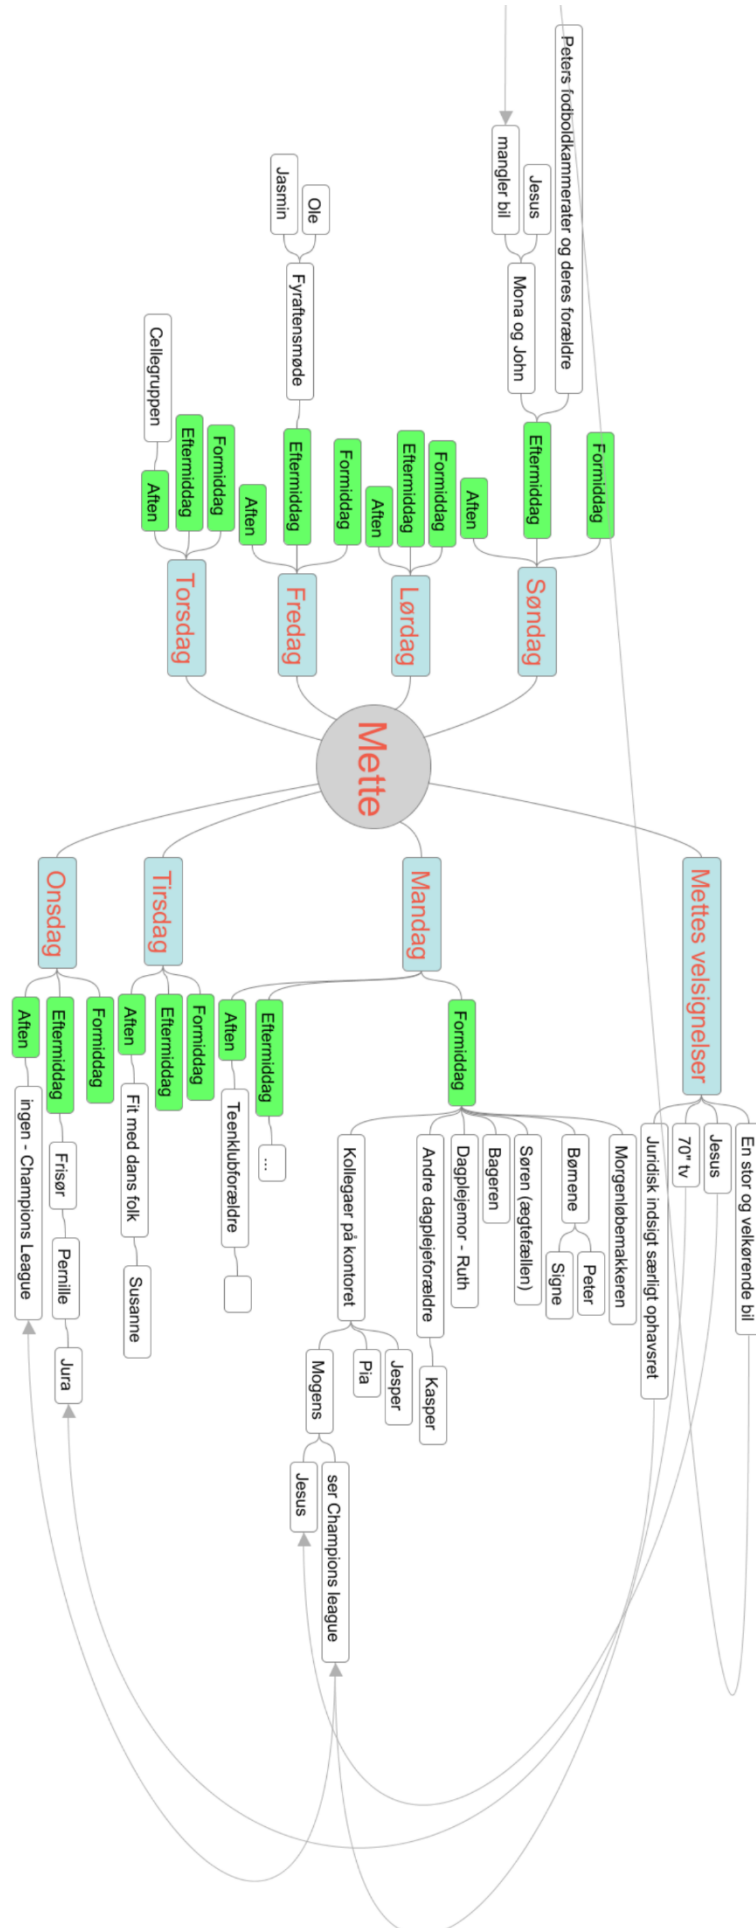 Mette
Mettes velsignelser
En stor og velkørende bil
Jesus
70" tv
Juridisk indsigt særligt ophavsret
Mandag
Formiddag
Morgenløbemakkeren
Børnene
Peter
Signe
Søren (ægtefællen)
Bageren
Dagplejemor - Ruth
Andre dagplejeforældre
Kasper
Kollegaer på kontoret
Jesper
Pia
Mogens
ser Champions league
Jesus
Eftermiddag
...
Aften
Teenklubforældre
Tirsdag
Formiddag
Eftermiddag
Aften
Fit med dans folk
Susanne
Onsdag
Formiddag
Eftermiddag
Frisør
Pernille
Jura
Aften
ingen - Champions League
Søndag
Formiddag
Eftermiddag
Peters fodboldkammerater og deres forældre
Mona og John
Jesus
mangler bil
Aften
Lørdag
Formiddag
Eftermiddag
Aften
Fredag
Formiddag
Eftermiddag
Fyraftensmøde
Ole
Jasmin
Aften
Torsdag
Formiddag
Eftermiddag
Aften
Cellegruppen